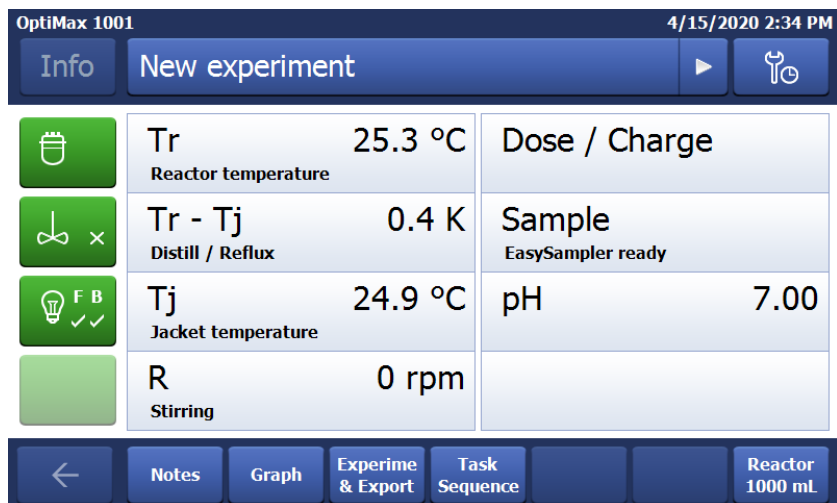 OptiMax 1001 4/15/2020 2:34 PM
Info New experiment
Tr 25.3 °C
Reactor temperature
Dose / Charge
Tr - Tj 0.4 K
Distill / Reflux
Sample
EasySampler ready
F B
Tj 24.9 °C
Jacket temperature
pH 7.00
R 0 rpm
Stirring
Notes
Graph
Experime
& Export
Task
Sequence
Reactor
1000 mL